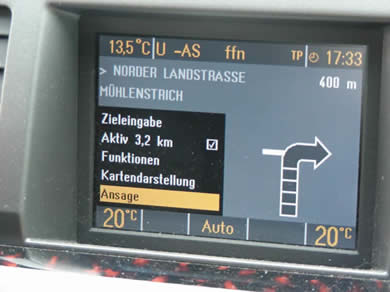 13,5°C U -AS ffn TP 17:33
> NORDER LANDSTRASSE 400 m
MÜHLENSTRICH
Zieleingabe
Aktiv 3,2 km
Funktionen
Kartendarstellung
Ansage
20°C Auto 20°C